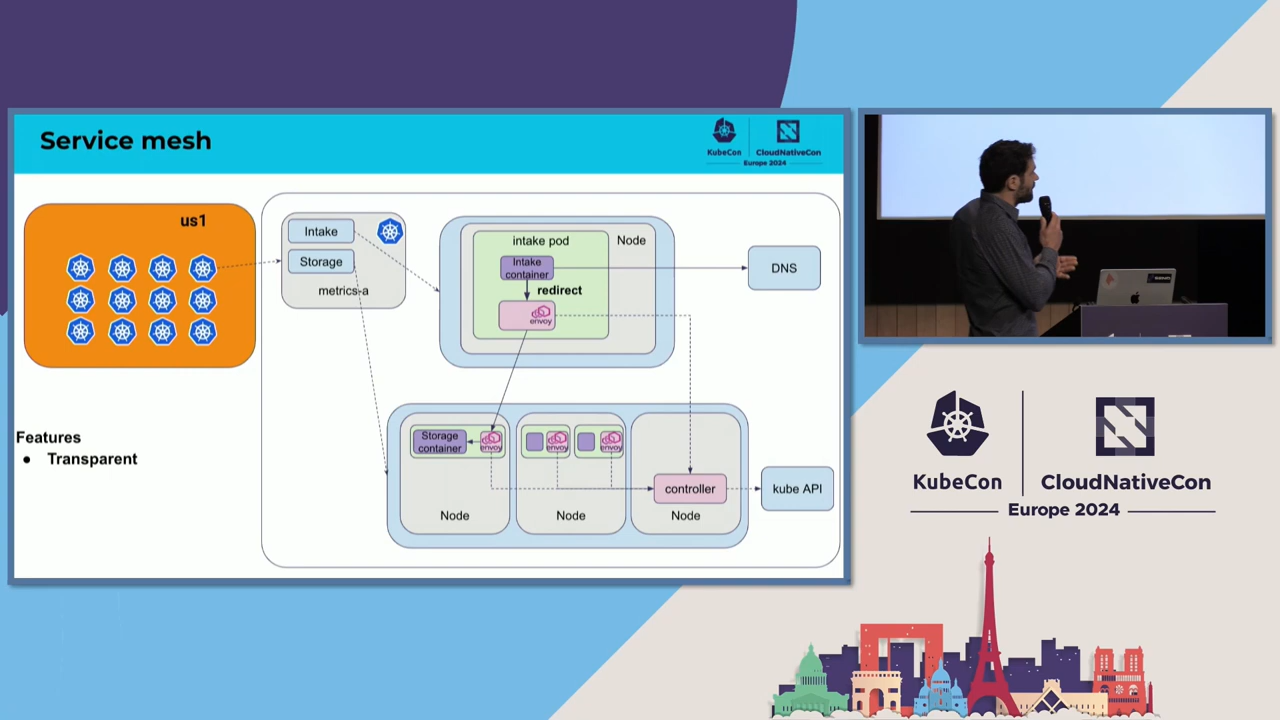 Service mesh
KubeCon
CloudNativeCon
Europe 2024
us1
Intake
Storage
metrics-a
intake pod
Node
Intake
container
redirect
envoy
DNS
Features
● Transparent
Storage
container
envoy
envoy
envoy
controller
kube API
Node
Node
Node
KubeCon
CloudNativeCon
Europe 2024